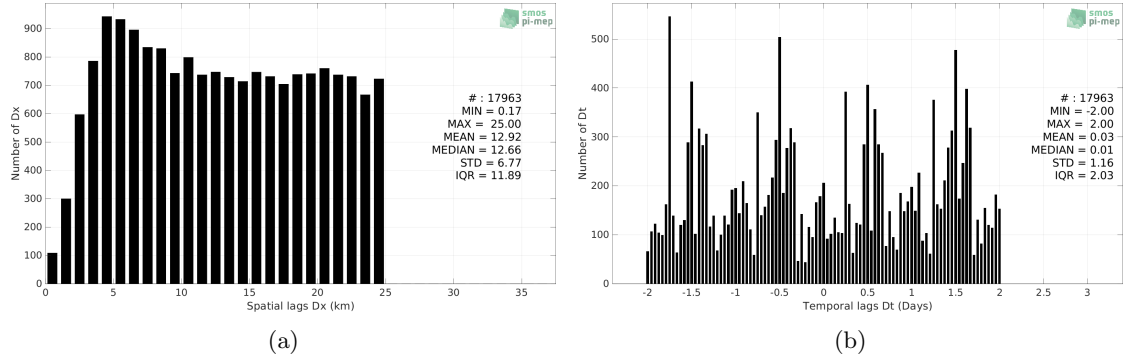 smos
pi-mep
900
800
700
600
500
400
300
200
100
0
Number of Dx
# : 17963
MIN = 0.17
MAX = 25.00
MEAN = 12.92
MEDIAN = 12.66
STD = 6.77
IQR = 11.89
0 5 10 15 20 25 30 35
Spatial lags Dx (km)
(a)
smos
pi-mep
500
400
300
200
100
0
Number of Dt
# : 17963
MIN = -2.00
MAX = 2.00
MEAN = 0.03
MEDIAN = 0.01
STD = 1.16
IQR = 2.03
-2 -1.5 -1 -0.5 0 0.5 1 1.5 2 2.5 3
Temporal lags Dt (Days)
(b)